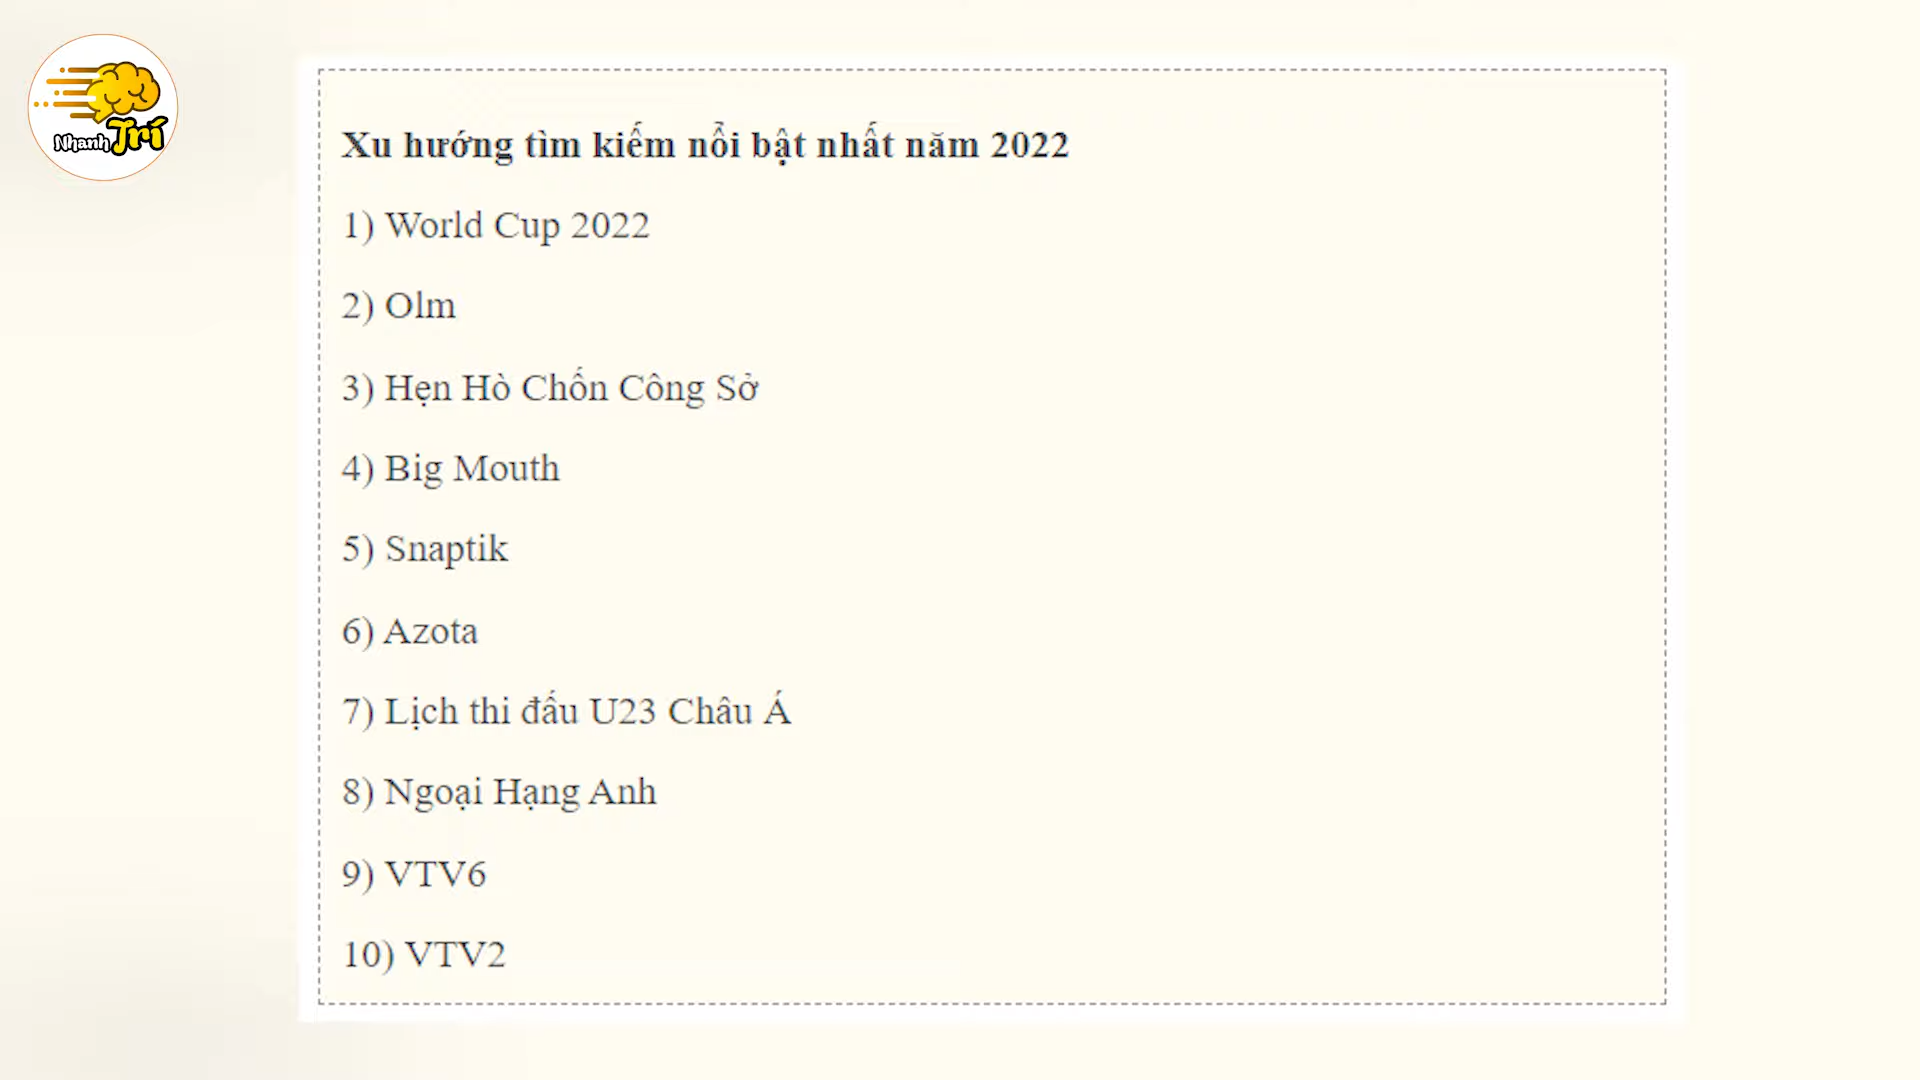 Nhanh Trí
Xu hướng tìm kiếm nổi bật nhất năm 2022
1) World Cup 2022
2) Olm
3) Hẹn Hò Chốn Công Sở
4) Big Mouth
5) Snaptik
6) Azota
7) Lịch thi đấu U23 Châu Á
8) Ngoại Hạng Anh
9) VTV6
10) VTV2